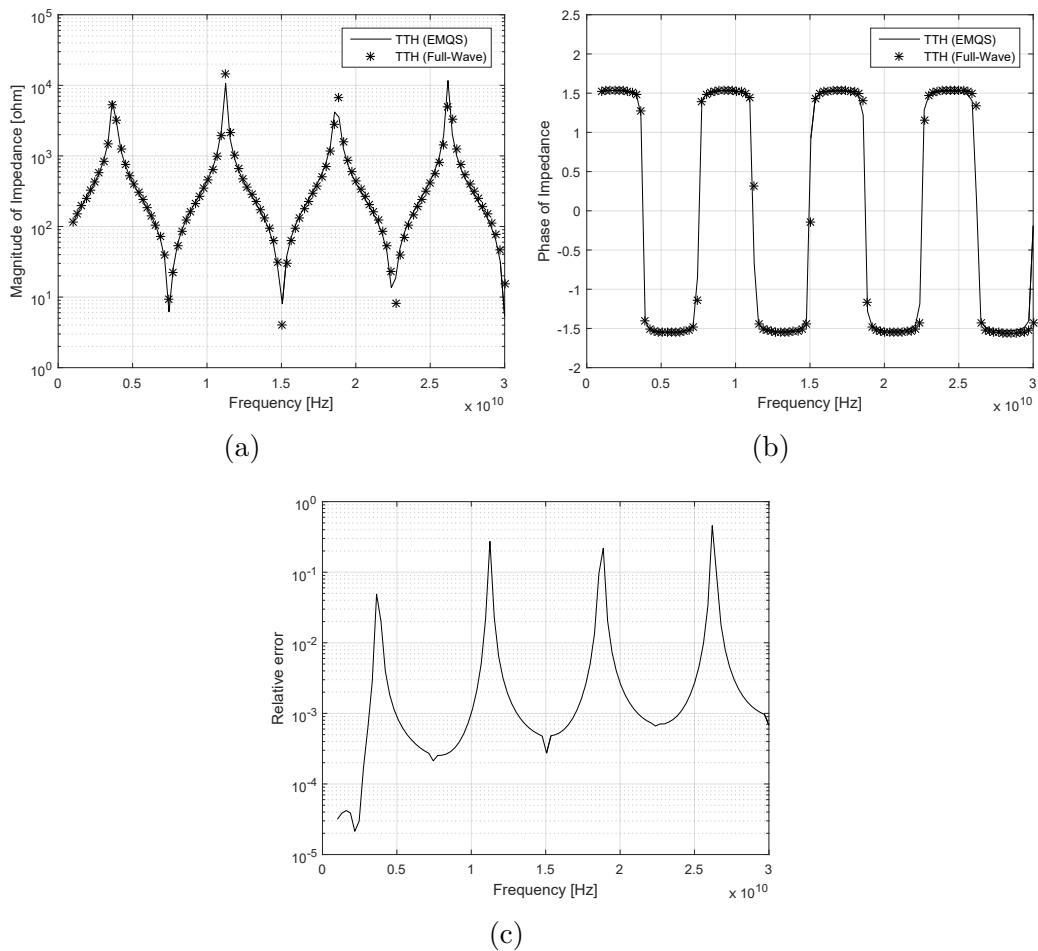 10^5
10^4
10^3
10^2
10^1
10^0
Magnitude of Impedance [ohm]
TTH (EMQS)
TTH (Full-Wave)
0 0.5 1 1.5 2 2.5 3
Frequency [Hz]
x 10^10
(a)
2.5
2
1.5
1
0.5
0
-0.5
-1
-1.5
-2
Phase of Impedance
TTH (EMQS)
TTH (Full-Wave)
0 0.5 1 1.5 2 2.5 3
Frequency [Hz]
x 10^10
(b)
10^0
10^-1
10^-2
10^-3
10^-4
10^-5
Relative error
0 0.5 1 1.5 2 2.5 3
Frequency [Hz]
x 10^10
(c)